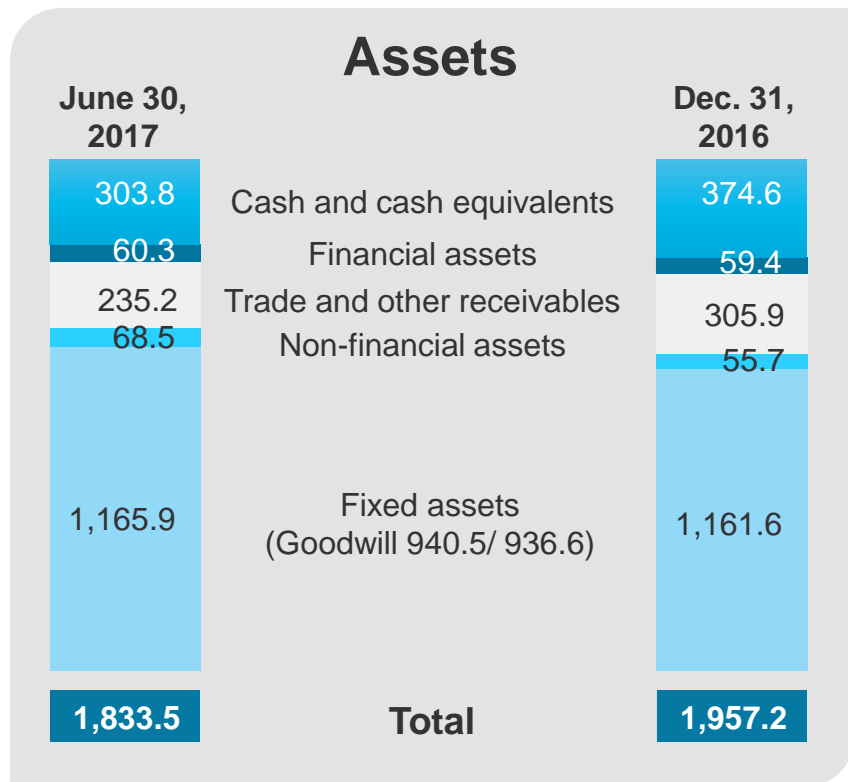 Assets
June 30,
2017
Dec. 31,
2016
303.8
Cash and cash equivalents
374.6
60.3
Financial assets
59.4
235.2
Trade and other receivables
305.9
68.5
Non-financial assets
55.7
1,165.9
Fixed assets
(Goodwill 940.5/ 936.6)
1,161.6
1,833.5
Total
1,957.2